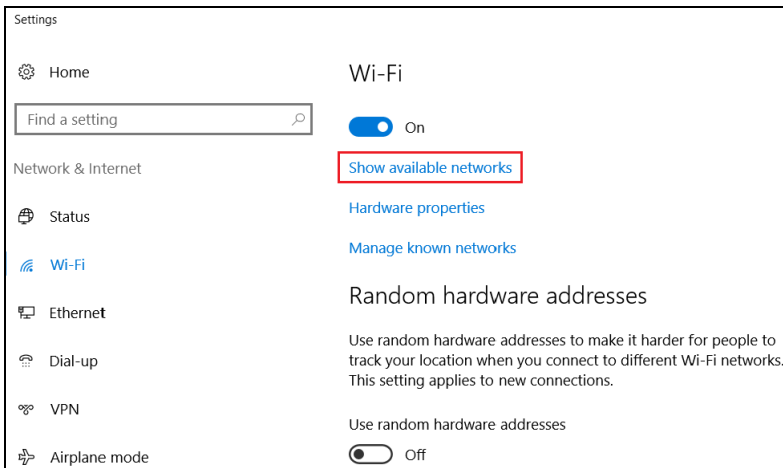 Settings
Home
Find a setting
Network & Internet
Status
Wi-Fi
Ethernet
Dial-up
VPN
Airplane mode
Wi-Fi
On
Show available networks
Hardware properties
Manage known networks
Random hardware addresses
Use random hardware addresses to make it harder for people to
track your location when you connect to different Wi-Fi networks.
This setting applies to new connections.
Use random hardware addresses
Off